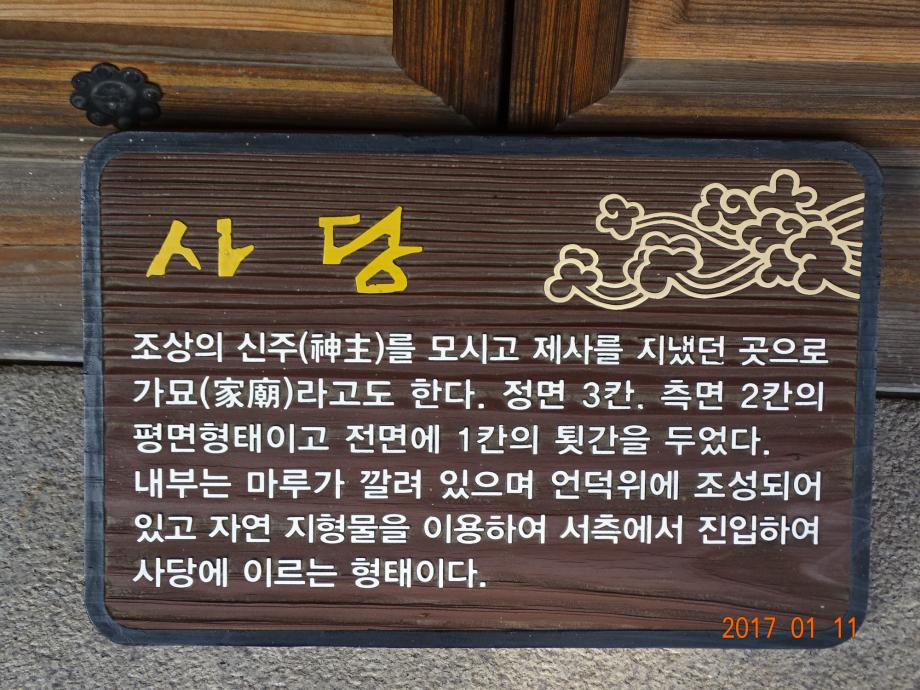 사 당
조상의 신주(神主)를 모시고 제사를 지냈던 곳으로
가묘(家廟)라고도 한다. 정면 3칸, 측면 2칸의
평면형태이고 전면에 1칸의 툇간을 두었다.
내부는 마루가 깔려 있으며 언덕위에 조성되어
있고 자연 지형물을 이용하여 서측에서 진입하여
사당에 이르는 형태이다.
2017 01 11